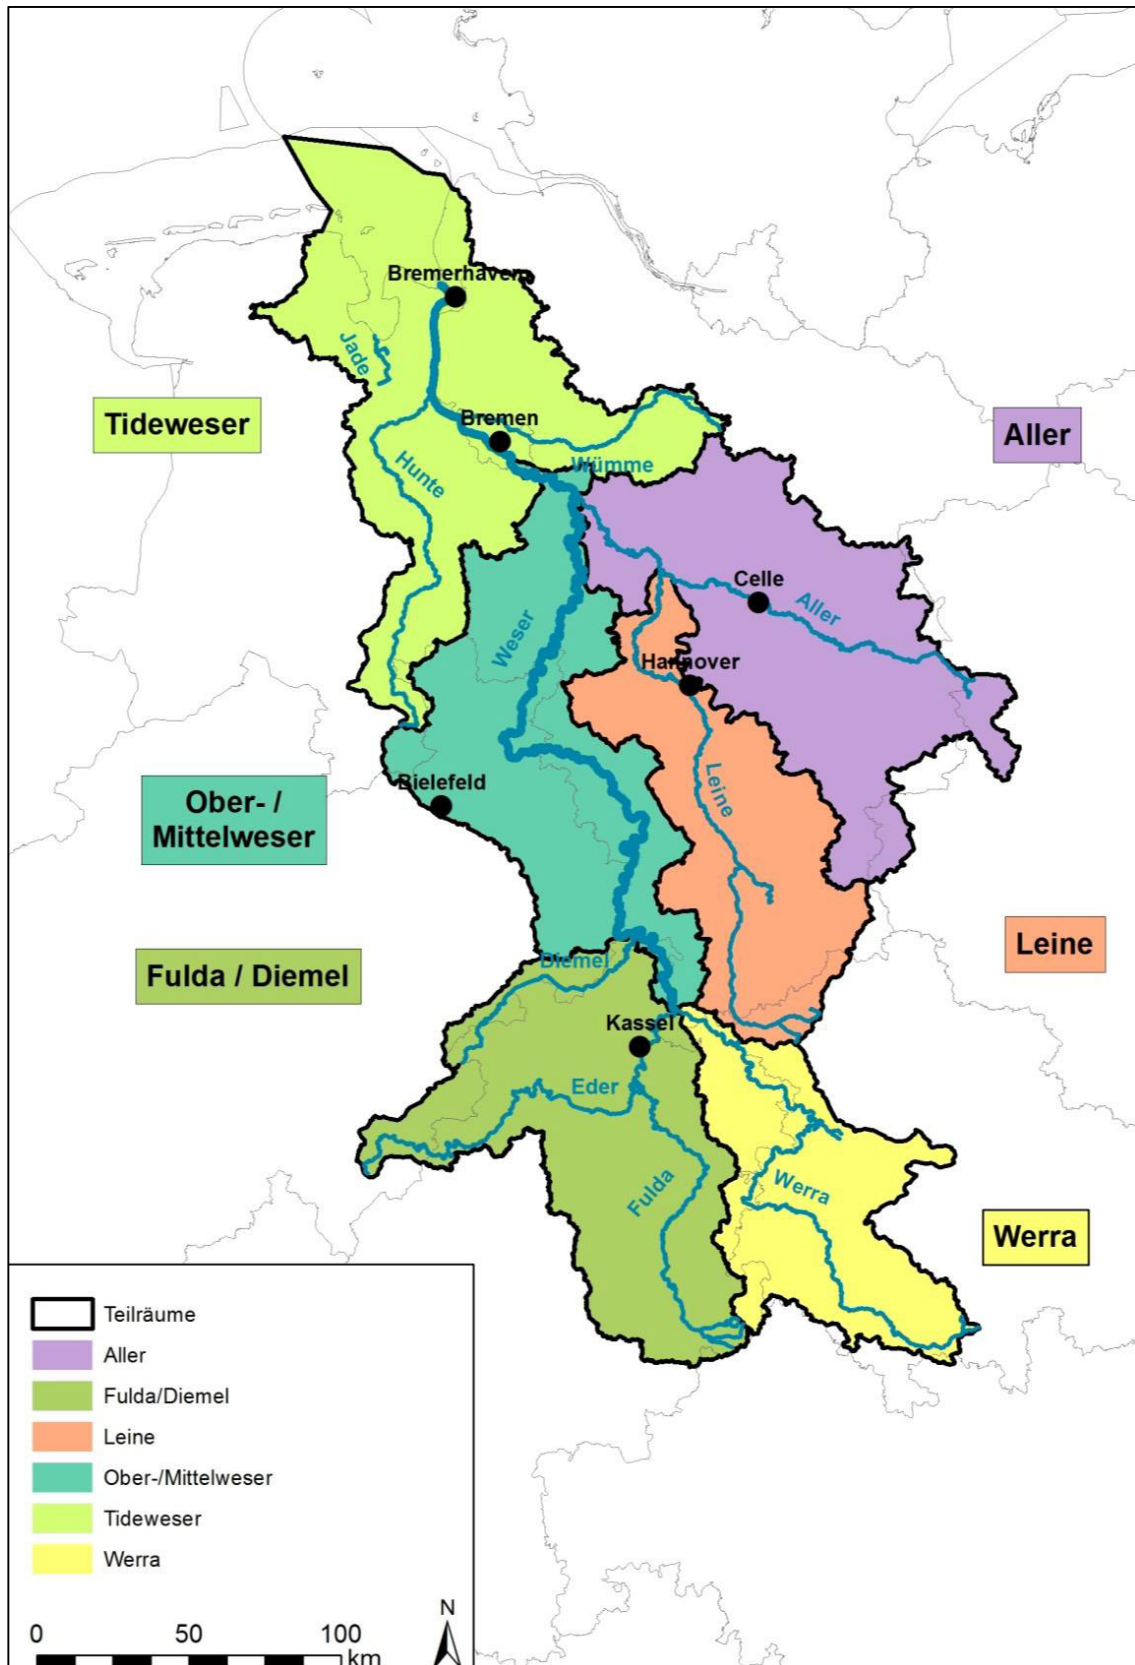 Bremerhaven
Jade
Tideweser
Bremen
Aller
Wümme
Hunte
Celle
Aller
Weser
Hannover
Leine
Bielefeld
Ober- /
Mittelweser
Leine
Fulda / Diemel
Diemel
Kassel
Eder
Fulda
Werra
Werra
Teilräume
Aller
Fulda/Diemel
Leine
Ober-/Mittelweser
Tideweser
Werra
N
0 50 100
km